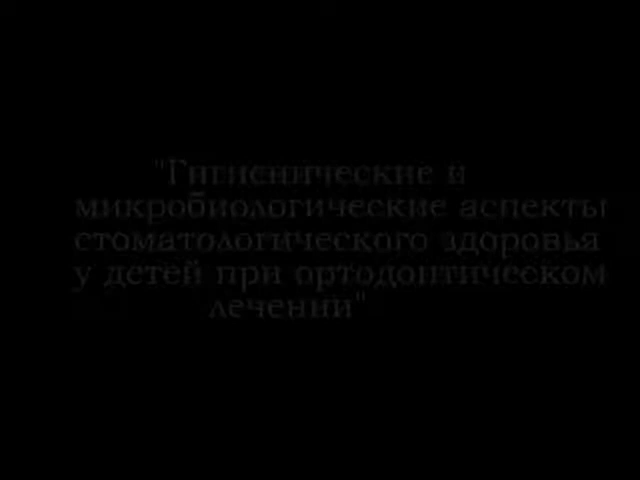 "Гигиенические и
микробиологические аспекты
стоматологического здоровья
у детей при ортодонтическом
лечении"